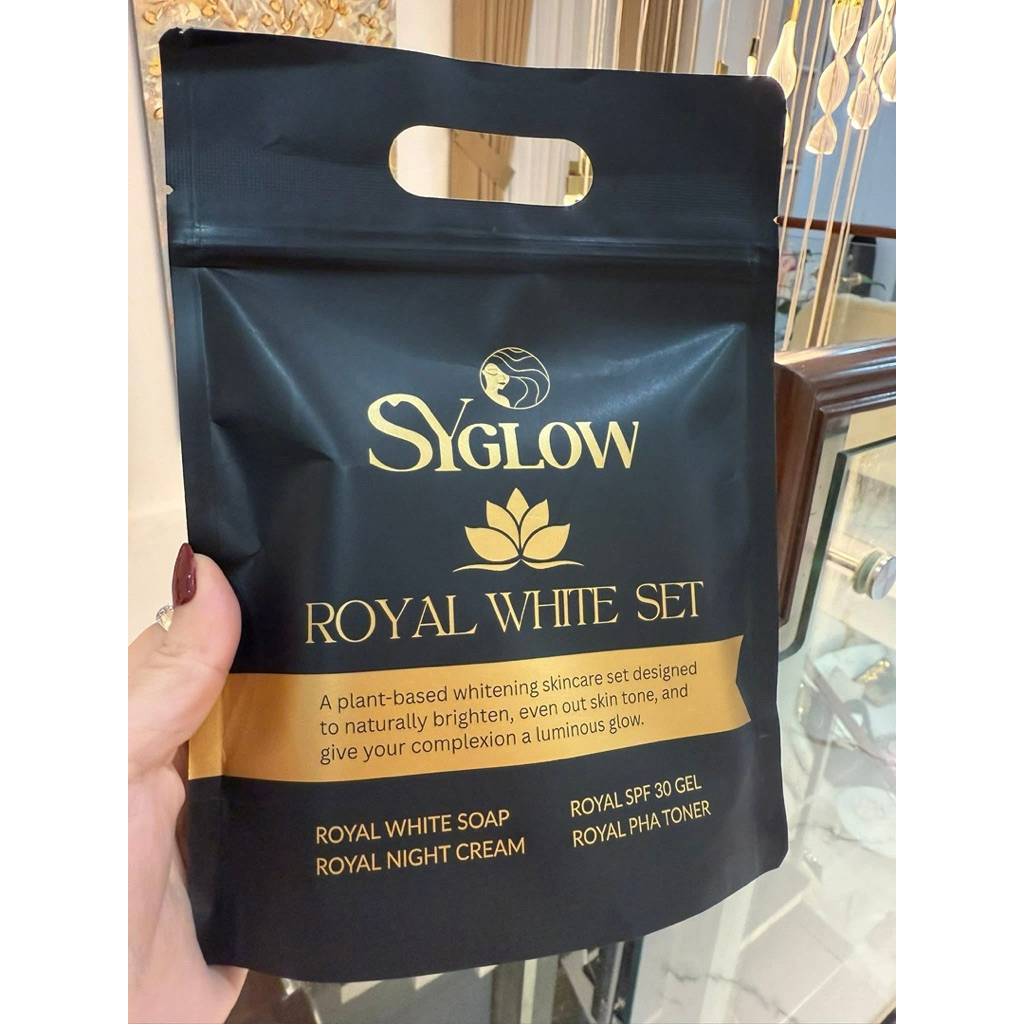 SYGLOW
ROYAL WHITE SET
A plant-based whitening skincare set designed
to naturally brighten, even out skin tone, and
give your complexion a luminous glow.
ROYAL WHITE SOAP
ROYAL NIGHT CREAM
ROYAL SPF 30 GEL
ROYAL PHA TONER